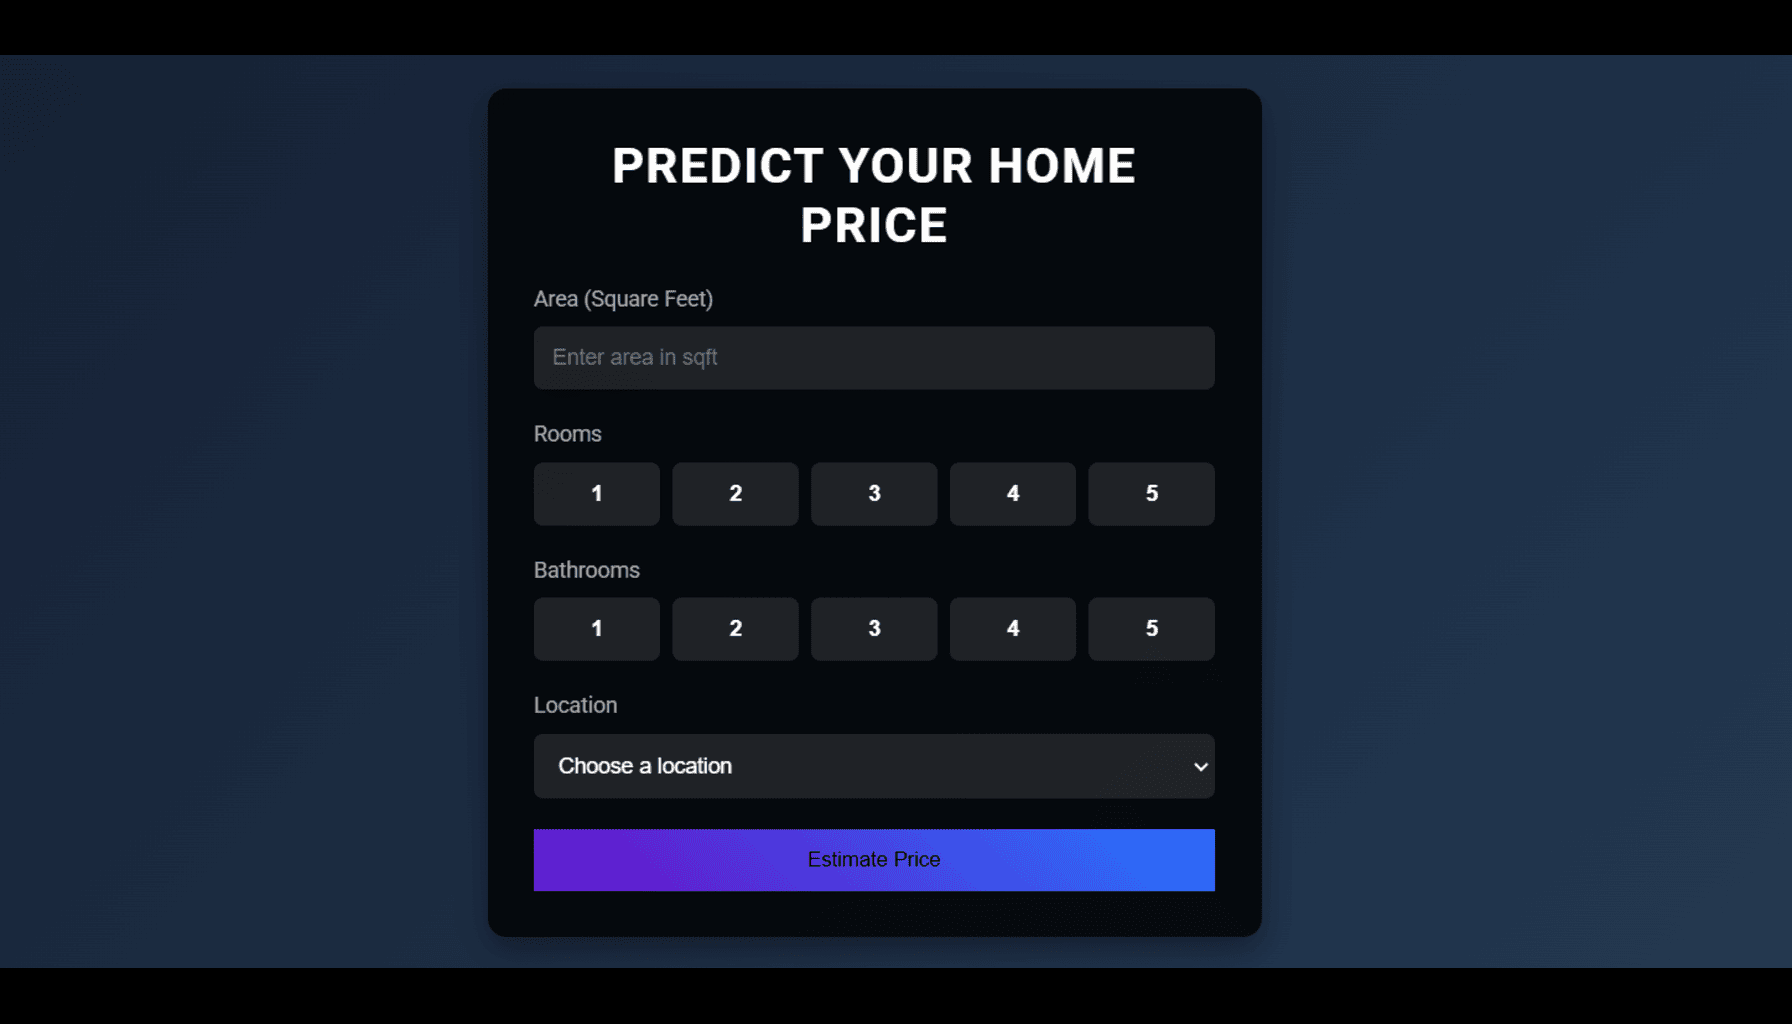 PREDICT YOUR HOME
PRICE
Area (Square Feet)
Enter area in sqft
Rooms
1 2 3 4 5
Bathrooms
1 2 3 4 5
Location
Choose a location
Estimate Price